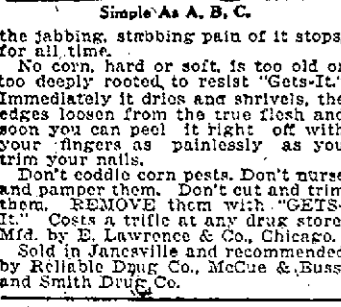 Simple As A. B. C.
the jabbing, stabbing pain of it stops
for all time.
No corn, hard or soft, is too old or
too deeply rooted, to resist "Gets-It."
Immediately it dries and shrivels, the
edges loosen from the true flesh and
soon you can peel it right off with
your fingers as painlessly as you
trim your nails.
Don't coddle corn pests. Don't nurse
and pamper them. Don't cut and trim
them. REMOVE them with "GETS-
It." Costs a trifle at any drug store.
Mfd. by E. Lawrence & Co., Chicago.
Sold in Janesville and recommended
by Reliable Drug Co., McCue & Buss,
and Smith Drug Co.